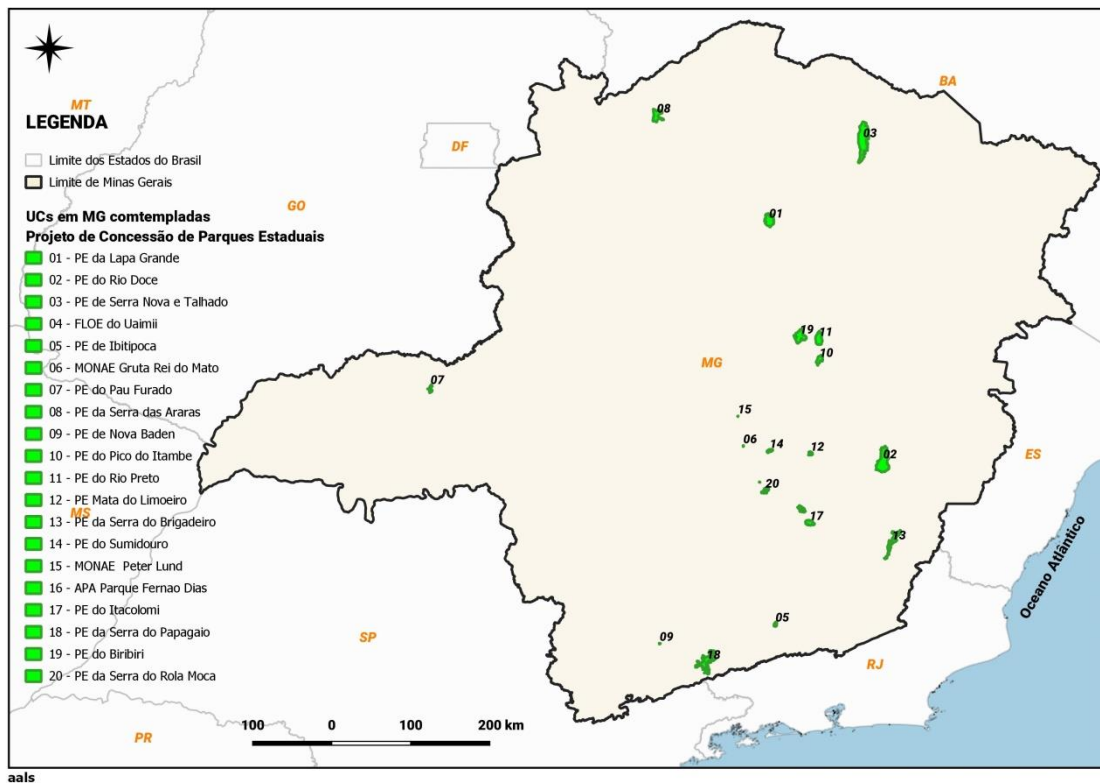 MT
LEGENDA
Limite dos Estados do Brasil
Limite de Minas Gerais
UCs em MG comtempladas
Projeto de Concessão de Parques Estaduais
01 - PE da Lapa Grande
02 - PE do Rio Doce
03 - PE de Serra Nova e Talhado
04 - FLOE do Uaimii
05 - PE de Ibitipoca
06 - MONAE Gruta Rei do Mato
07 - PE do Pau Furado
08 - PE da Serra das Araras
09 - PE de Nova Baden
10 - PE do Pico do Itambe
11 - PE do Rio Preto
12 - PE Mata do Limoeiro
13 - PE da Serra do Brigadeiro
14 - PE do Sumidouro
15 - MONAE Peter Lund
16 - APA Parque Fernao Dias
17 - PE do Itacolomi
18 - PE da Serra do Papagaio
19 - PE do Biribiri
20 - PE da Serra do Rola Moca
MS
PR
GO
DF
BA
MG
ES
SP
RJ
Oceano Atlântico
08
03
01
19
11
10
07
15
06
14
12
02
20
17
13
05
09
18
100 0 100 200 km
aals